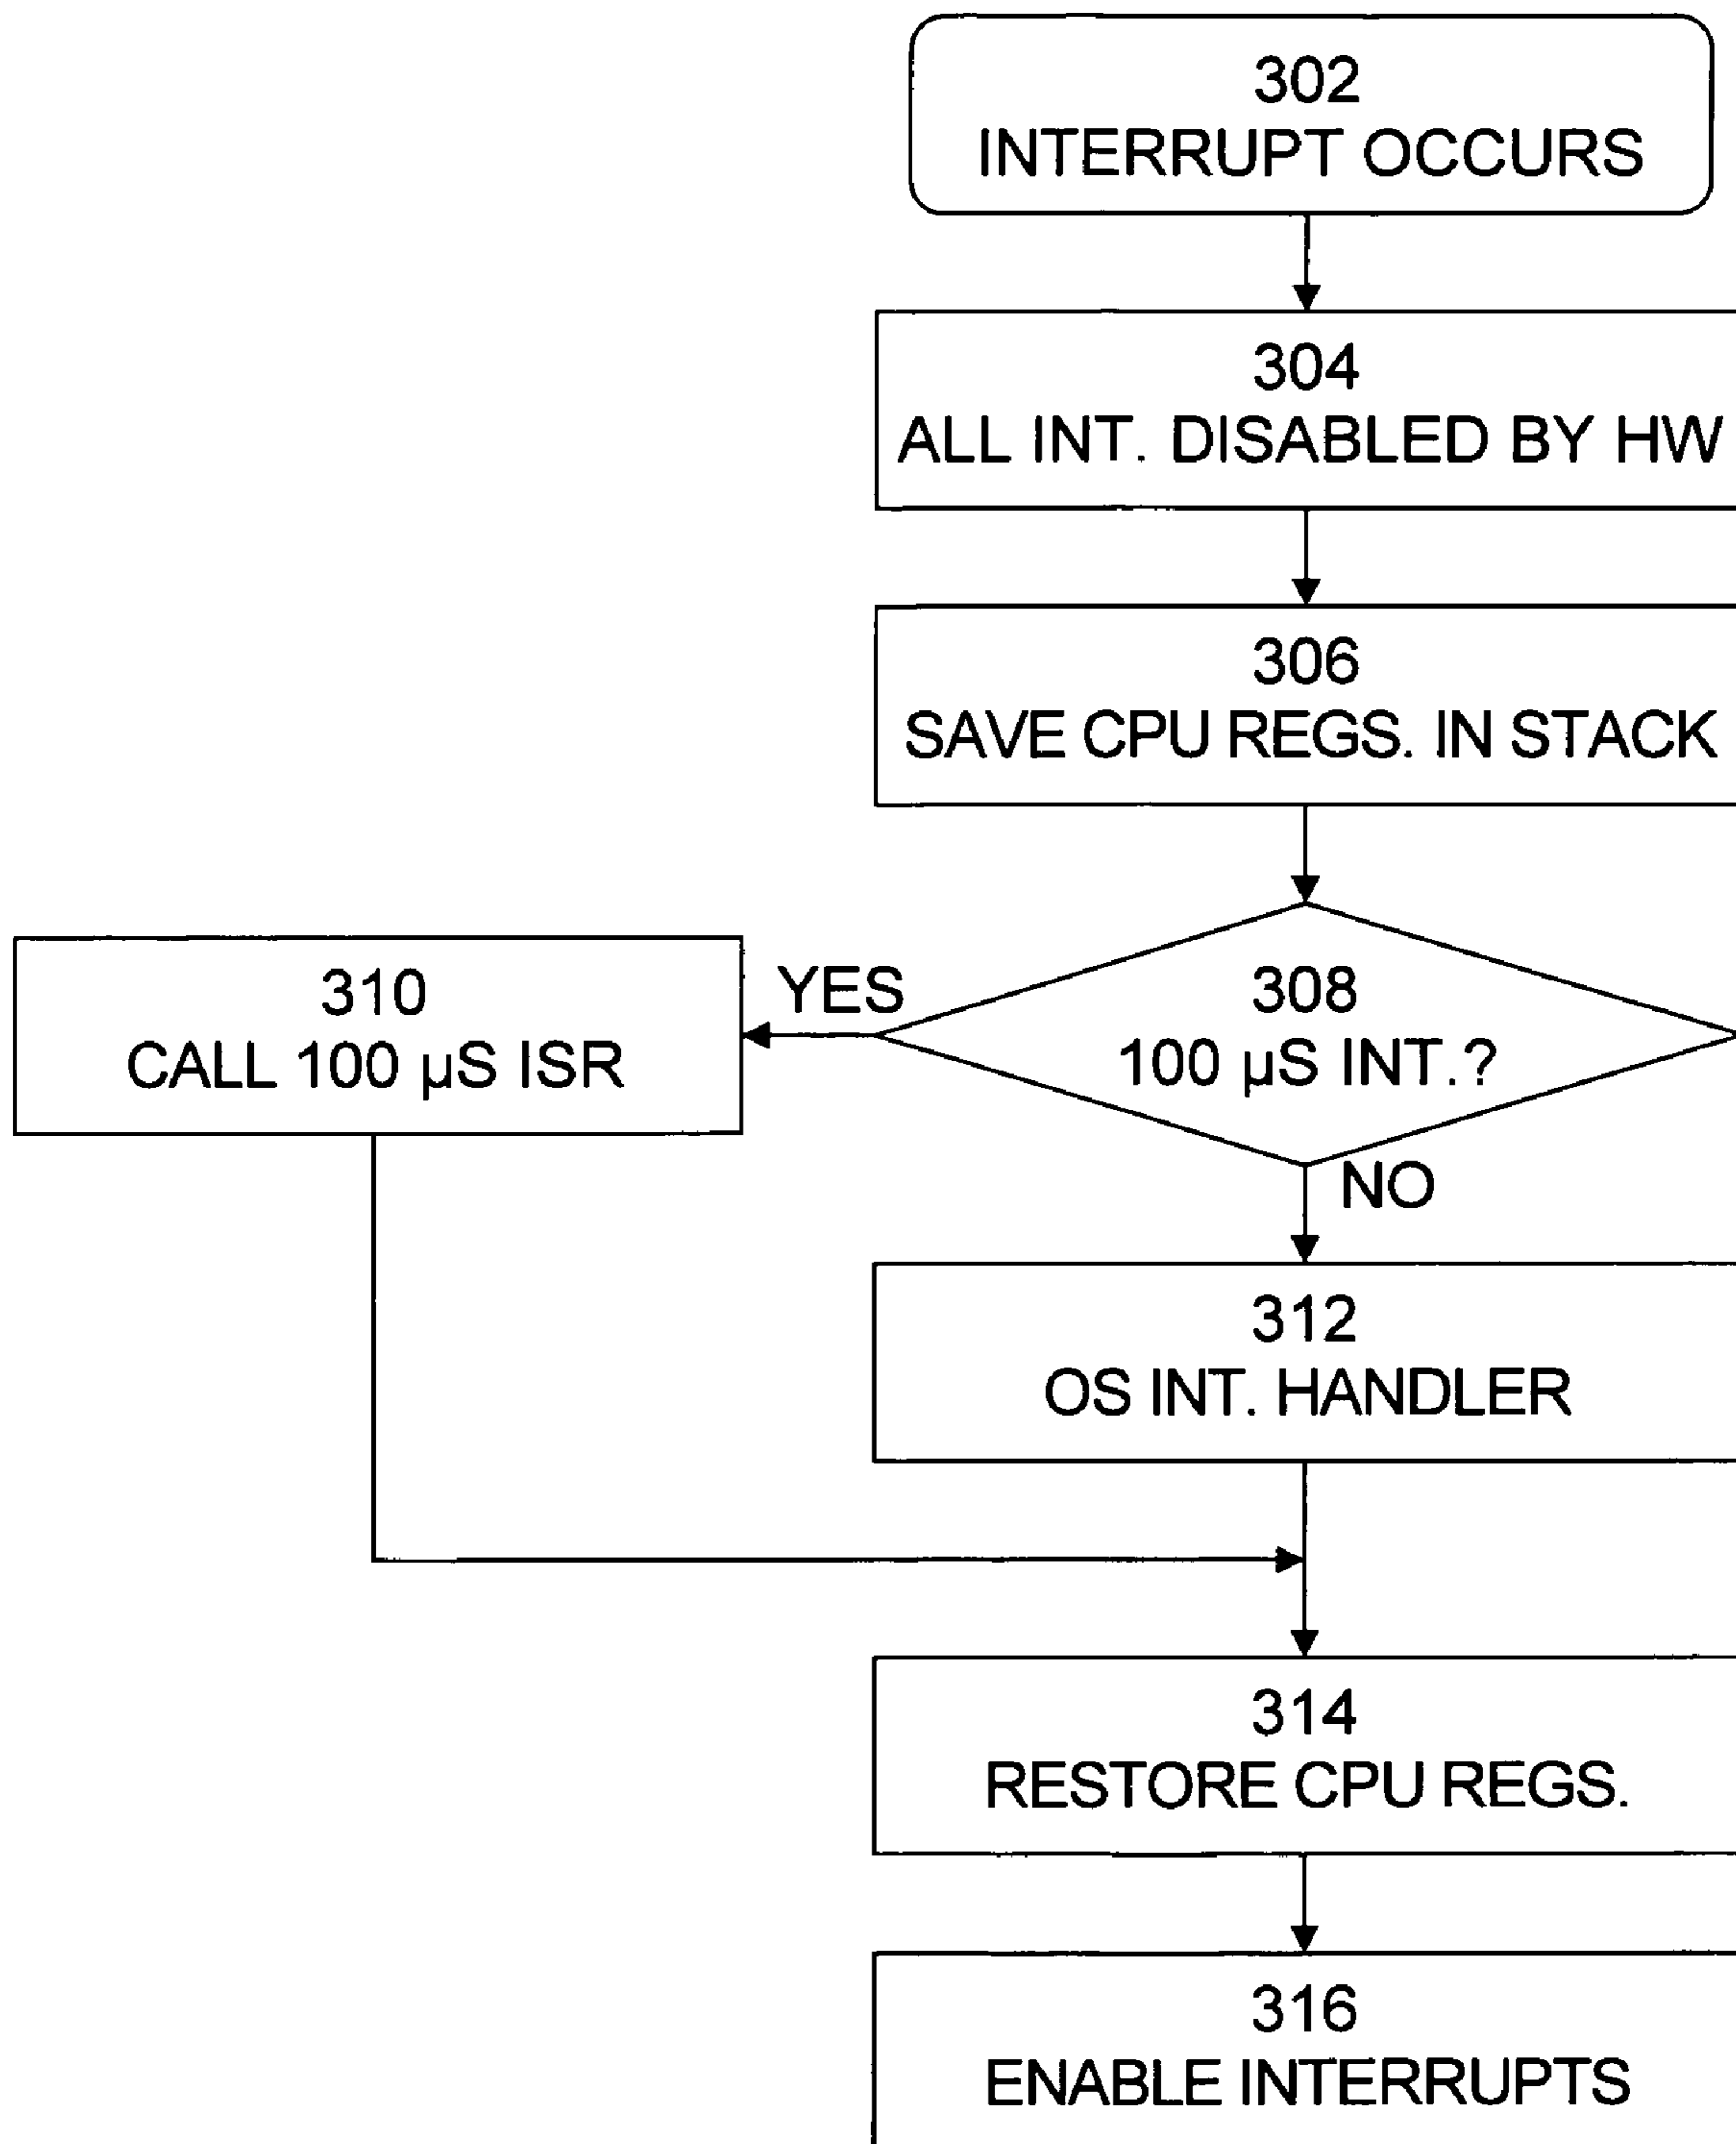 302
INTERRUPT OCCURS
304
ALL INT. DISABLED BY HW
306
SAVE CPU REGS. IN STACK
308
100 µS INT.?
YES
310
CALL 100 µS ISR
NO
312
OS INT. HANDLER
314
RESTORE CPU REGS.
316
ENABLE INTERRUPTS